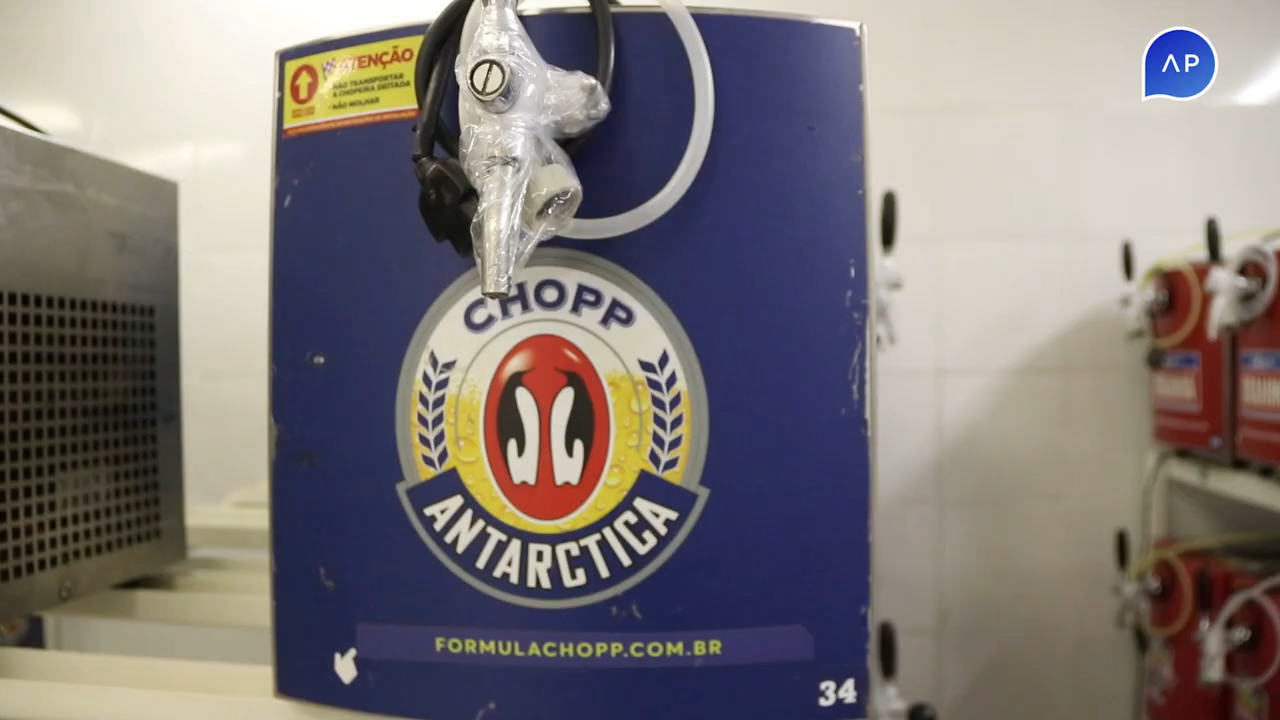 ATENÇÃO
- NÃO TRANSPORTAR
A CHOPEIRA DEITADA
- NÃO MOLHAR
AP
CHOPP
ANTARCTICA
FORMULACHOPP.COM.BR
34